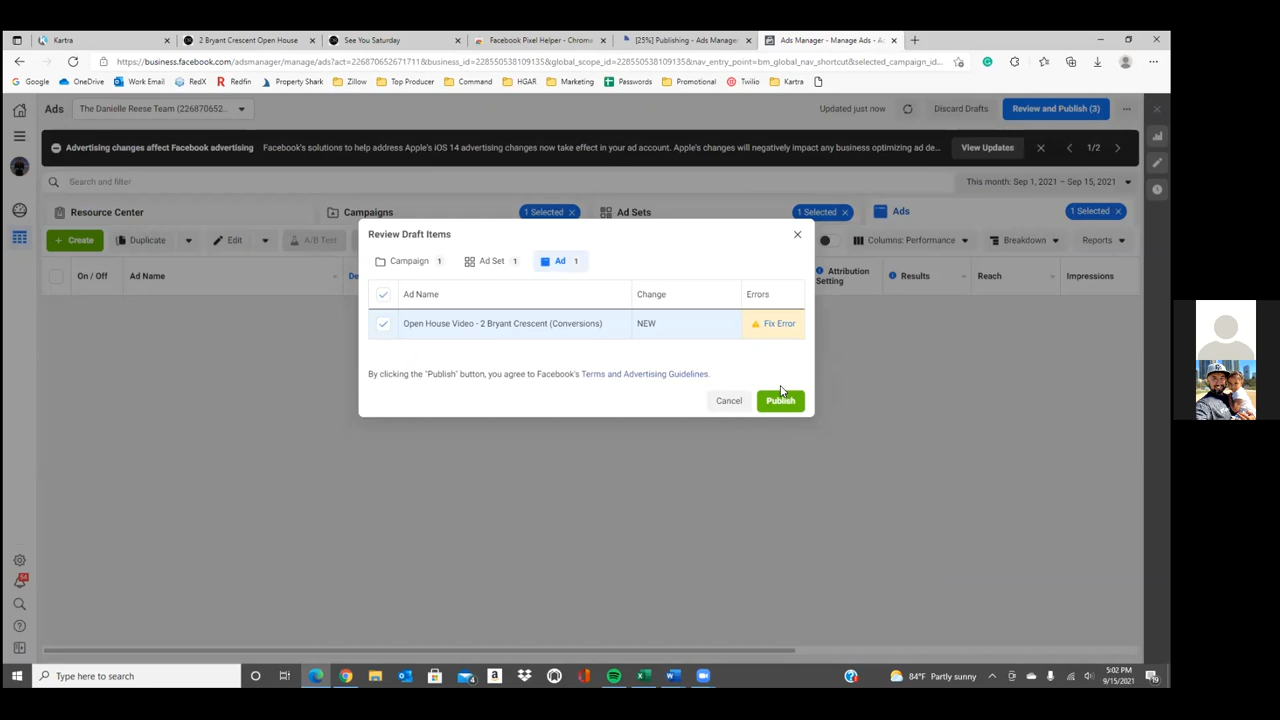 Kartra
2 Bryant Crescent Open House
See You Saturday
Facebook Pixel Helper - Chrome
[25%] Publishing - Ads Manager
Ads Manager - Manage Ads - A
https://business.facebook.com/adsmanager/manage/ads?act=226870652671711&business_id=228550538109135&global_scope_id=228550538109135&nav_entry_point=bm_global_nav_shortcut&selected_campaign_id...
Google
OneDrive
Work Email
RedX
Redfin
Property Shark
Zillow
Top Producer
Command
HGAR
Marketing
Passwords
Promotional
Twilio
Kartra
Ads
The Danielle Reese Team (226870652...
Updated just now
Discard Drafts
Review and Publish (3)
Advertising changes affect Facebook advertising
Facebook's solutions to help address Apple's iOS 14 advertising changes now take effect in your ad account. Apple's changes will negatively impact any business optimizing ad de...
View Updates
1/2
Search and filter
This month: Sep 1, 2021 – Sep 15, 2021
Resource Center
Campaigns
1 Selected
Ad Sets
1 Selected
Ads
1 Selected
+ Create
Duplicate
Edit
A/B Test
Columns: Performance
Breakdown
Reports
On / Off
Ad Name
De
Attribution
Setting
Results
Reach
Impressions
Review Draft Items
Campaign 1
Ad Set 1
Ad 1
Ad Name
Change
Errors
Open House Video - 2 Bryant Crescent (Conversions)
NEW
Fix Error
By clicking the "Publish" button, you agree to Facebook's Terms and Advertising Guidelines.
Cancel
Publish
Type here to search
84°F Partly sunny
5:02 PM
9/15/2021